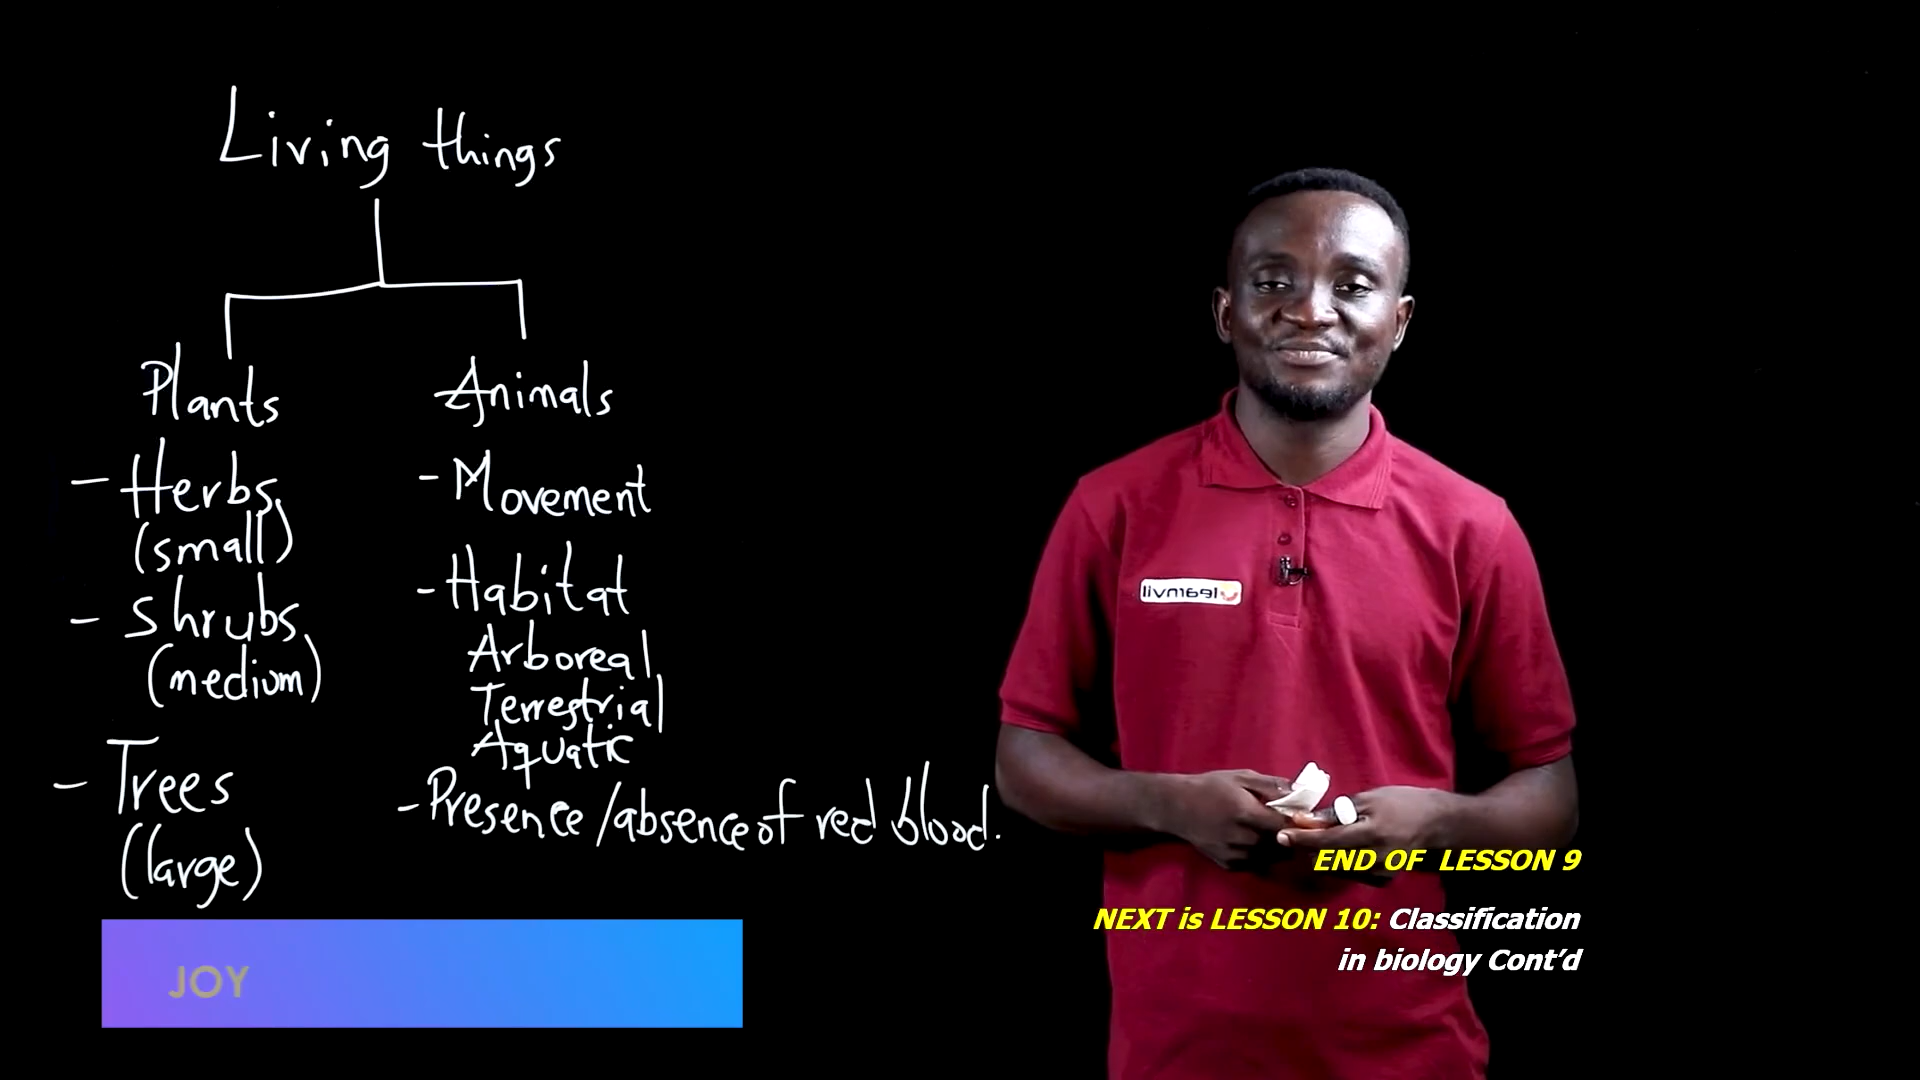 Living things
Plants
- Herbs
(small)
- Shrubs
(medium)
- Trees
(large)
Animals
- Movement
- Habitat
Arboreal
Terrestrial
Aquatic
- Presence/absence of red blood.
learnvil
END OF LESSON 9
NEXT is LESSON 10: Classification
in biology Cont'd
JOY